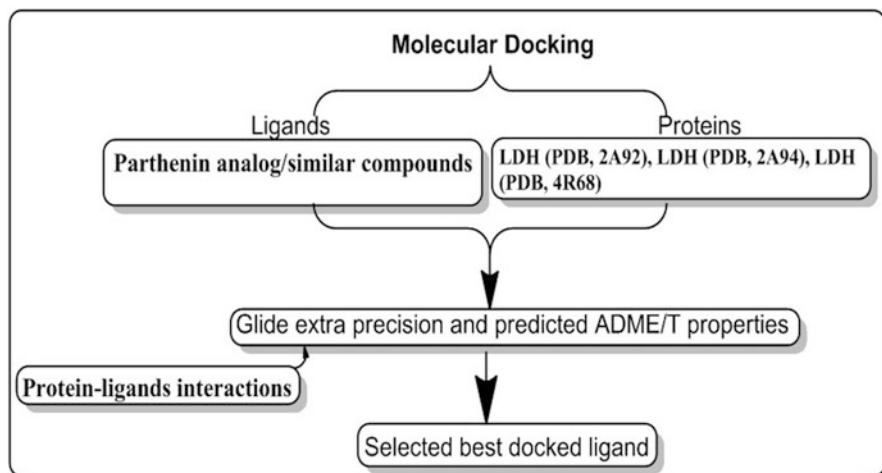 Molecular Docking
Ligands
Proteins
Parthenin analog/similar compounds
LDH (PDB, 2A92), LDH (PDB, 2A94), LDH
(PDB, 4R68)
Glide extra precision and predicted ADME/T properties
Protein-ligands interactions
Selected best docked ligand